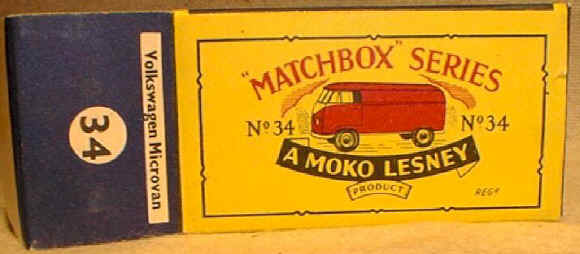 Volkswagen Microvan
34
"MATCHBOX" SERIES
Nº 34
Nº 34
A MOKO LESNEY
PRODUCT
REGD